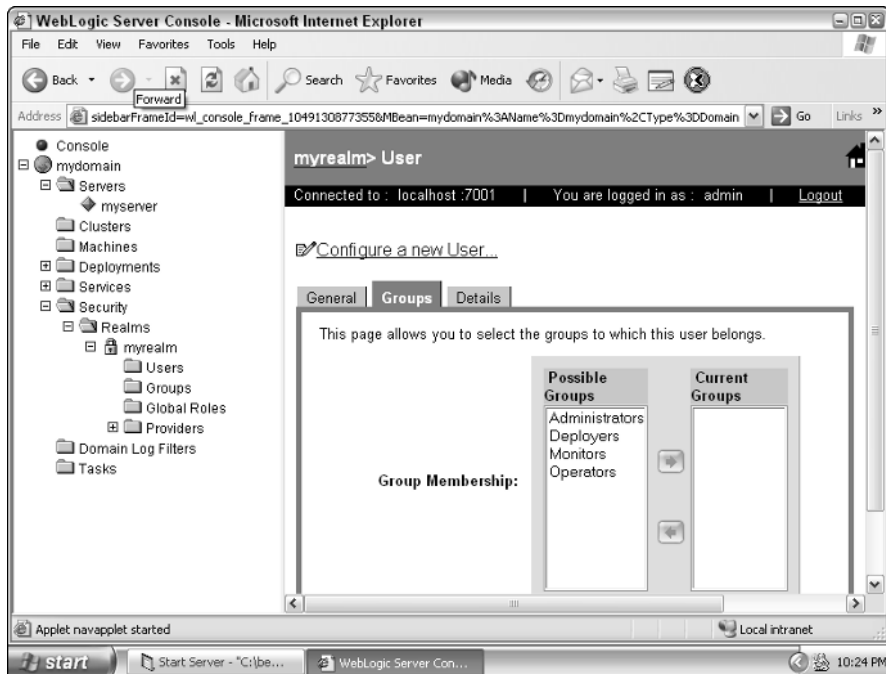 WebLogic Server Console - Microsoft Internet Explorer
File Edit View Favorites Tools Help
Back Search Favorites Media
Forward
Address sidebarFrameId=wl_console_frame_1049130877355&MBean=mydomain%3AName%3Dmydomain%2CType%3DDomain Go Links »
Console
mydomain
Servers
myserver
Clusters
Machines
Deployments
Services
Security
Realms
myrealm
Users
Groups
Global Roles
Providers
Domain Log Filters
Tasks
myrealm> User
Connected to : localhost :7001 | You are logged in as : admin | Logout
Configure a new User...
General Groups Details
This page allows you to select the groups to which this user belongs.
Possible Groups
Current Groups
Administrators
Deployers
Monitors
Operators
Group Membership:
Applet navapplet started Local intranet
start Start Server - "C:\be... WebLogic Server Con... 10:24 PM